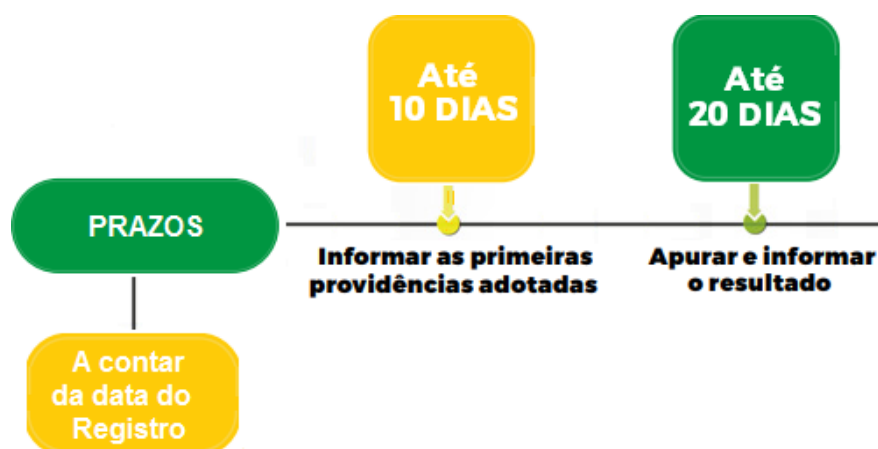 Até
10 DIAS
Até
20 DIAS
PRAZOS
Informar as primeiras
providências adotadas
Apurar e informar
o resultado
A contar
da data do
Registro